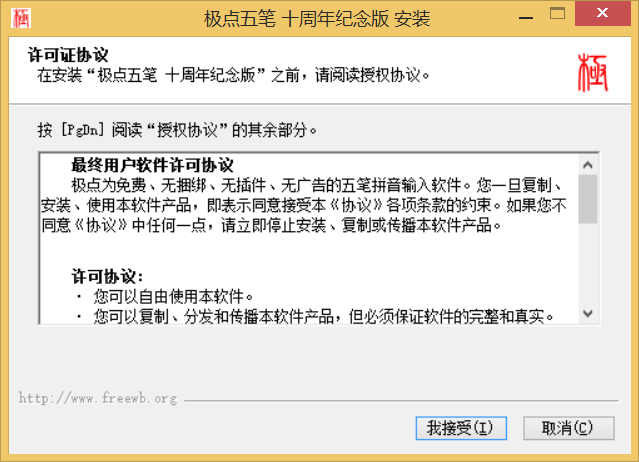 極
极点五笔 十周年纪念版 安装
许可证协议
在安装“极点五笔 十周年纪念版”之前，请阅读授权协议。
極
按 [PgDn] 阅读“授权协议”的其余部分。
最终用户软件许可协议
极点为免费、无捆绑、无插件、无广告的五笔拼音输入软件。您一旦复制、
安装、使用本软件产品，即表示同意接受本《协议》各项条款的约束。如果您不
同意《协议》中任何一点，请立即停止安装、复制或传播本软件产品。
许可协议：
· 您可以自由使用本软件。
· 您可以复制、分发和传播本软件产品，但必须保证软件的完整和真实。
http://www.freewb.org
我接受(I)
取消(C)